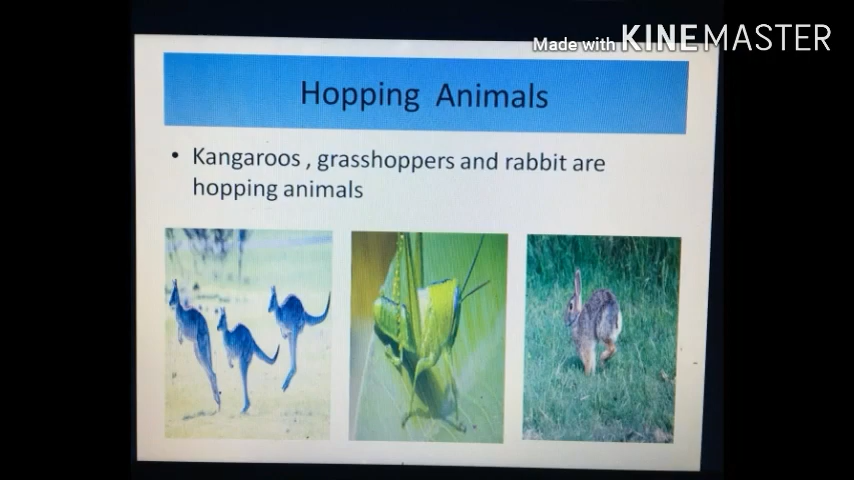 Made with KINEMASTER
Hopping Animals
• Kangaroos , grasshoppers and rabbit are
hopping animals